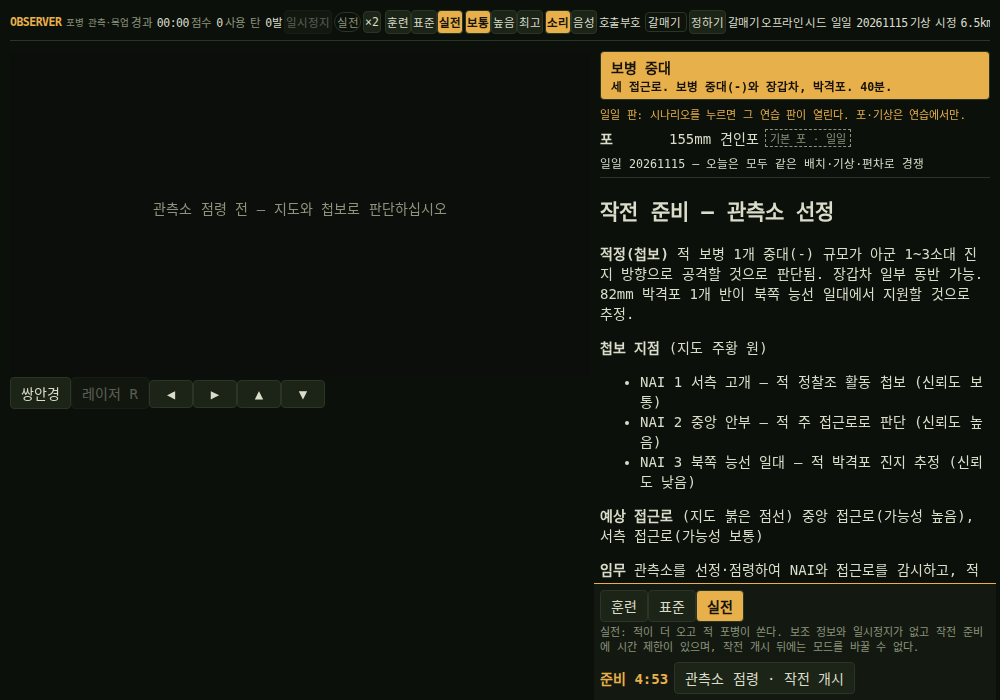 OBSERVER 포병 관측·목업 경과 00:00 점수 0 사용 탄 0발 일시정지 실전 ×2 훈련 표준 실전 보통 높음 최고 소리 음성 호출부호 갈매기 정하기 갈매기 오프라인 시드 일일 20261115 기상 시정 6.5km
보병 중대
세 접근로. 보병 중대(-)와 장갑차, 박격포. 40분.
일일 판: 시나리오를 누르면 그 연습 판이 열린다. 포·기상은 연습에서만.
포 155mm 견인포 기본 포 · 일일
일일 20261115 — 오늘은 모두 같은 배치·기상·편차로 경쟁
관측소 점령 전 — 지도와 첩보로 판단하십시오
쌍안경 레이저 R ◄ ► ▲ ▼
작전 준비 — 관측소 선정
적정(첩보) 적 보병 1개 중대(-) 규모가 아군 1~3소대 진
지 방향으로 공격할 것으로 판단됨. 장갑차 일부 동반 가능.
82mm 박격포 1개 반이 북쪽 능선 일대에서 지원할 것으로
추정.
첩보 지점 (지도 주황 원)
• NAI 1 서측 고개 — 적 정찰조 활동 첩보 (신뢰도 보
통)
• NAI 2 중앙 안부 — 적 주 접근로로 판단 (신뢰도 높
음)
• NAI 3 북쪽 능선 일대 — 적 박격포 진지 추정 (신뢰
도 낮음)
예상 접근로 (지도 붉은 점선) 중앙 접근로(가능성 높음),
서측 접근로(가능성 보통)
임무 관측소를 선정·점령하여 NAI와 접근로를 감시하고, 적
훈련 표준 실전
실전: 적이 더 오고 적 포병이 쏜다. 보조 정보와 일시정지가 없고 작전 준비
에 시간 제한이 있으며, 작전 개시 뒤에는 모드를 바꿀 수 없다.
준비 4:53 관측소 점령 · 작전 개시